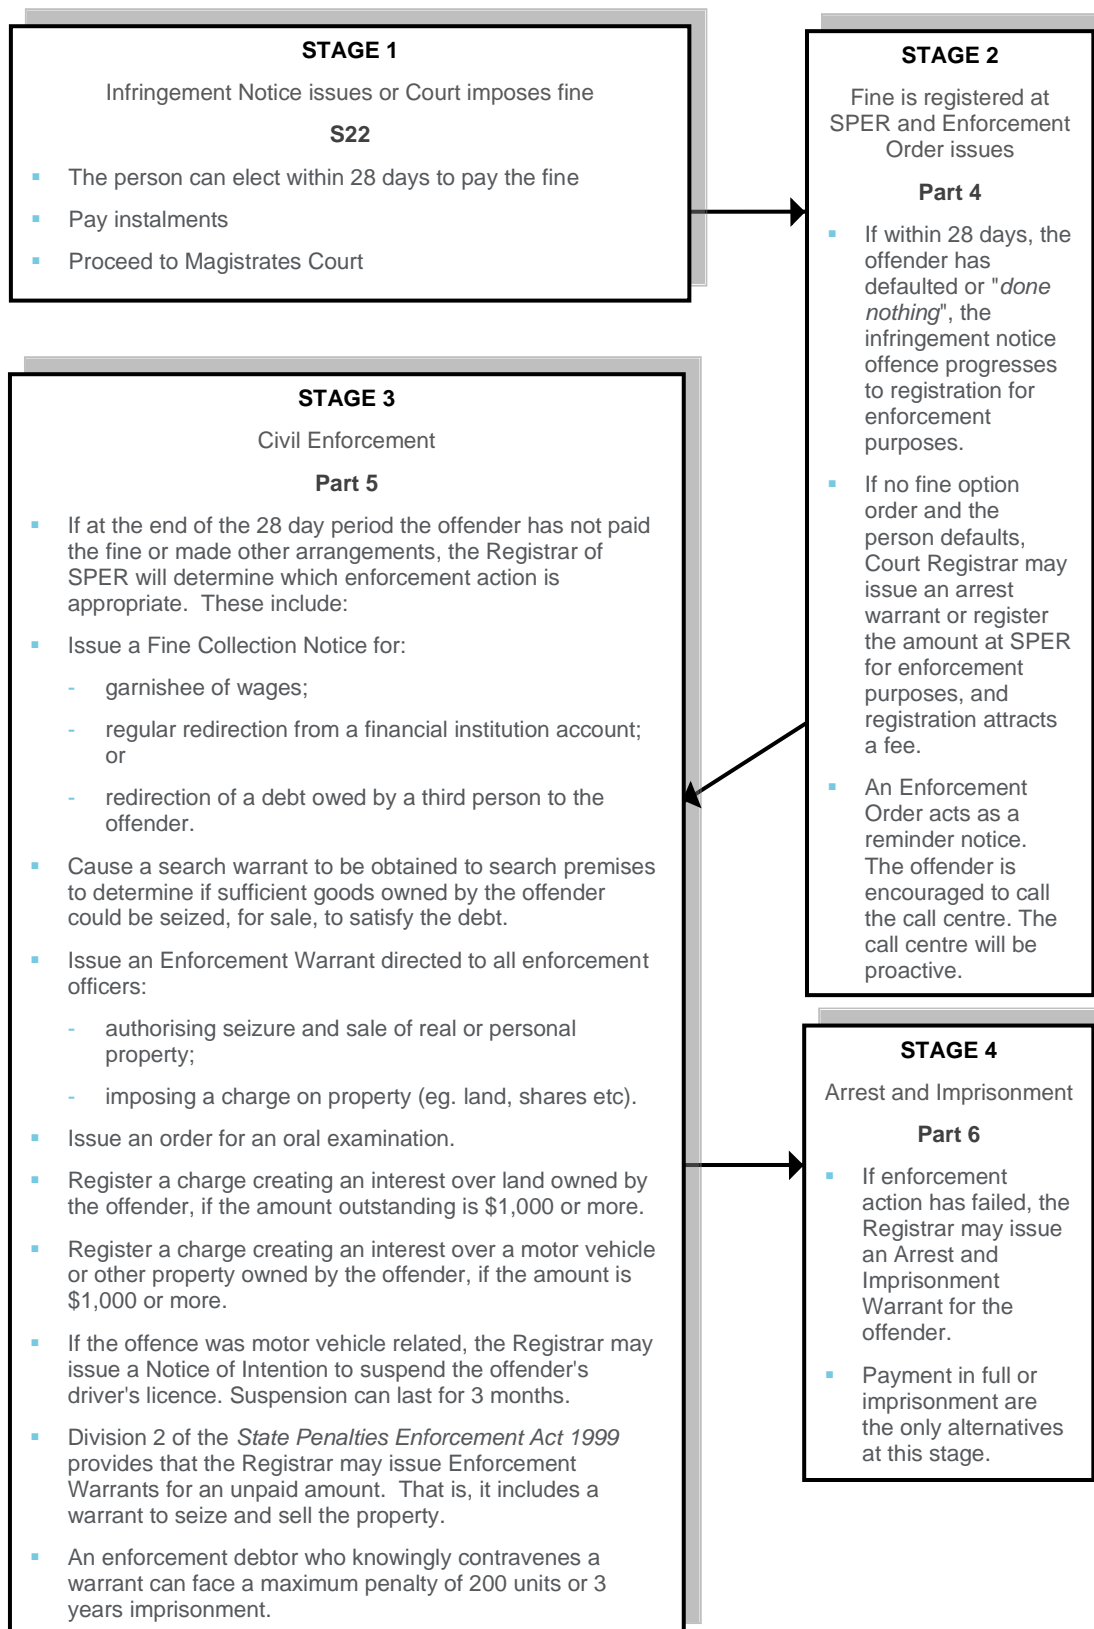 STAGE 1
Infringement Notice issues or Court imposes fine
S22
▪ The person can elect within 28 days to pay the fine
▪ Pay instalments
▪ Proceed to Magistrates Court
STAGE 2
Fine is registered at
SPER and Enforcement
Order issues
Part 4
▪ If within 28 days, the
offender has
defaulted or "done
nothing", the
infringement notice
offence progresses
to registration for
enforcement
purposes.
▪ If no fine option
order and the
person defaults,
Court Registrar may
issue an arrest
warrant or register
the amount at SPER
for enforcement
purposes, and
registration attracts
a fee.
▪ An Enforcement
Order acts as a
reminder notice.
The offender is
encouraged to call
the call centre. The
call centre will be
proactive.
STAGE 3
Civil Enforcement
Part 5
▪ If at the end of the 28 day period the offender has not paid
the fine or made other arrangements, the Registrar of
SPER will determine which enforcement action is
appropriate.  These include:
▪ Issue a Fine Collection Notice for:
- garnishee of wages;
- regular redirection from a financial institution account;
or
- redirection of a debt owed by a third person to the
offender.
▪ Cause a search warrant to be obtained to search premises
to determine if sufficient goods owned by the offender
could be seized, for sale, to satisfy the debt.
▪ Issue an Enforcement Warrant directed to all enforcement
officers:
- authorising seizure and sale of real or personal
property;
- imposing a charge on property (eg. land, shares etc).
▪ Issue an order for an oral examination.
▪ Register a charge creating an interest over land owned by
the offender, if the amount outstanding is $1,000 or more.
▪ Register a charge creating an interest over a motor vehicle
or other property owned by the offender, if the amount is
$1,000 or more.
▪ If the offence was motor vehicle related, the Registrar may
issue a Notice of Intention to suspend the offender's
driver's licence. Suspension can last for 3 months.
▪ Division 2 of the State Penalties Enforcement Act 1999
provides that the Registrar may issue Enforcement
Warrants for an unpaid amount.  That is, it includes a
warrant to seize and sell the property.
▪ An enforcement debtor who knowingly contravenes a
warrant can face a maximum penalty of 200 units or 3
years imprisonment.
STAGE 4
Arrest and Imprisonment
Part 6
▪ If enforcement
action has failed, the
Registrar may issue
an Arrest and
Imprisonment
Warrant for the
offender.
▪ Payment in full or
imprisonment are
the only alternatives
at this stage.